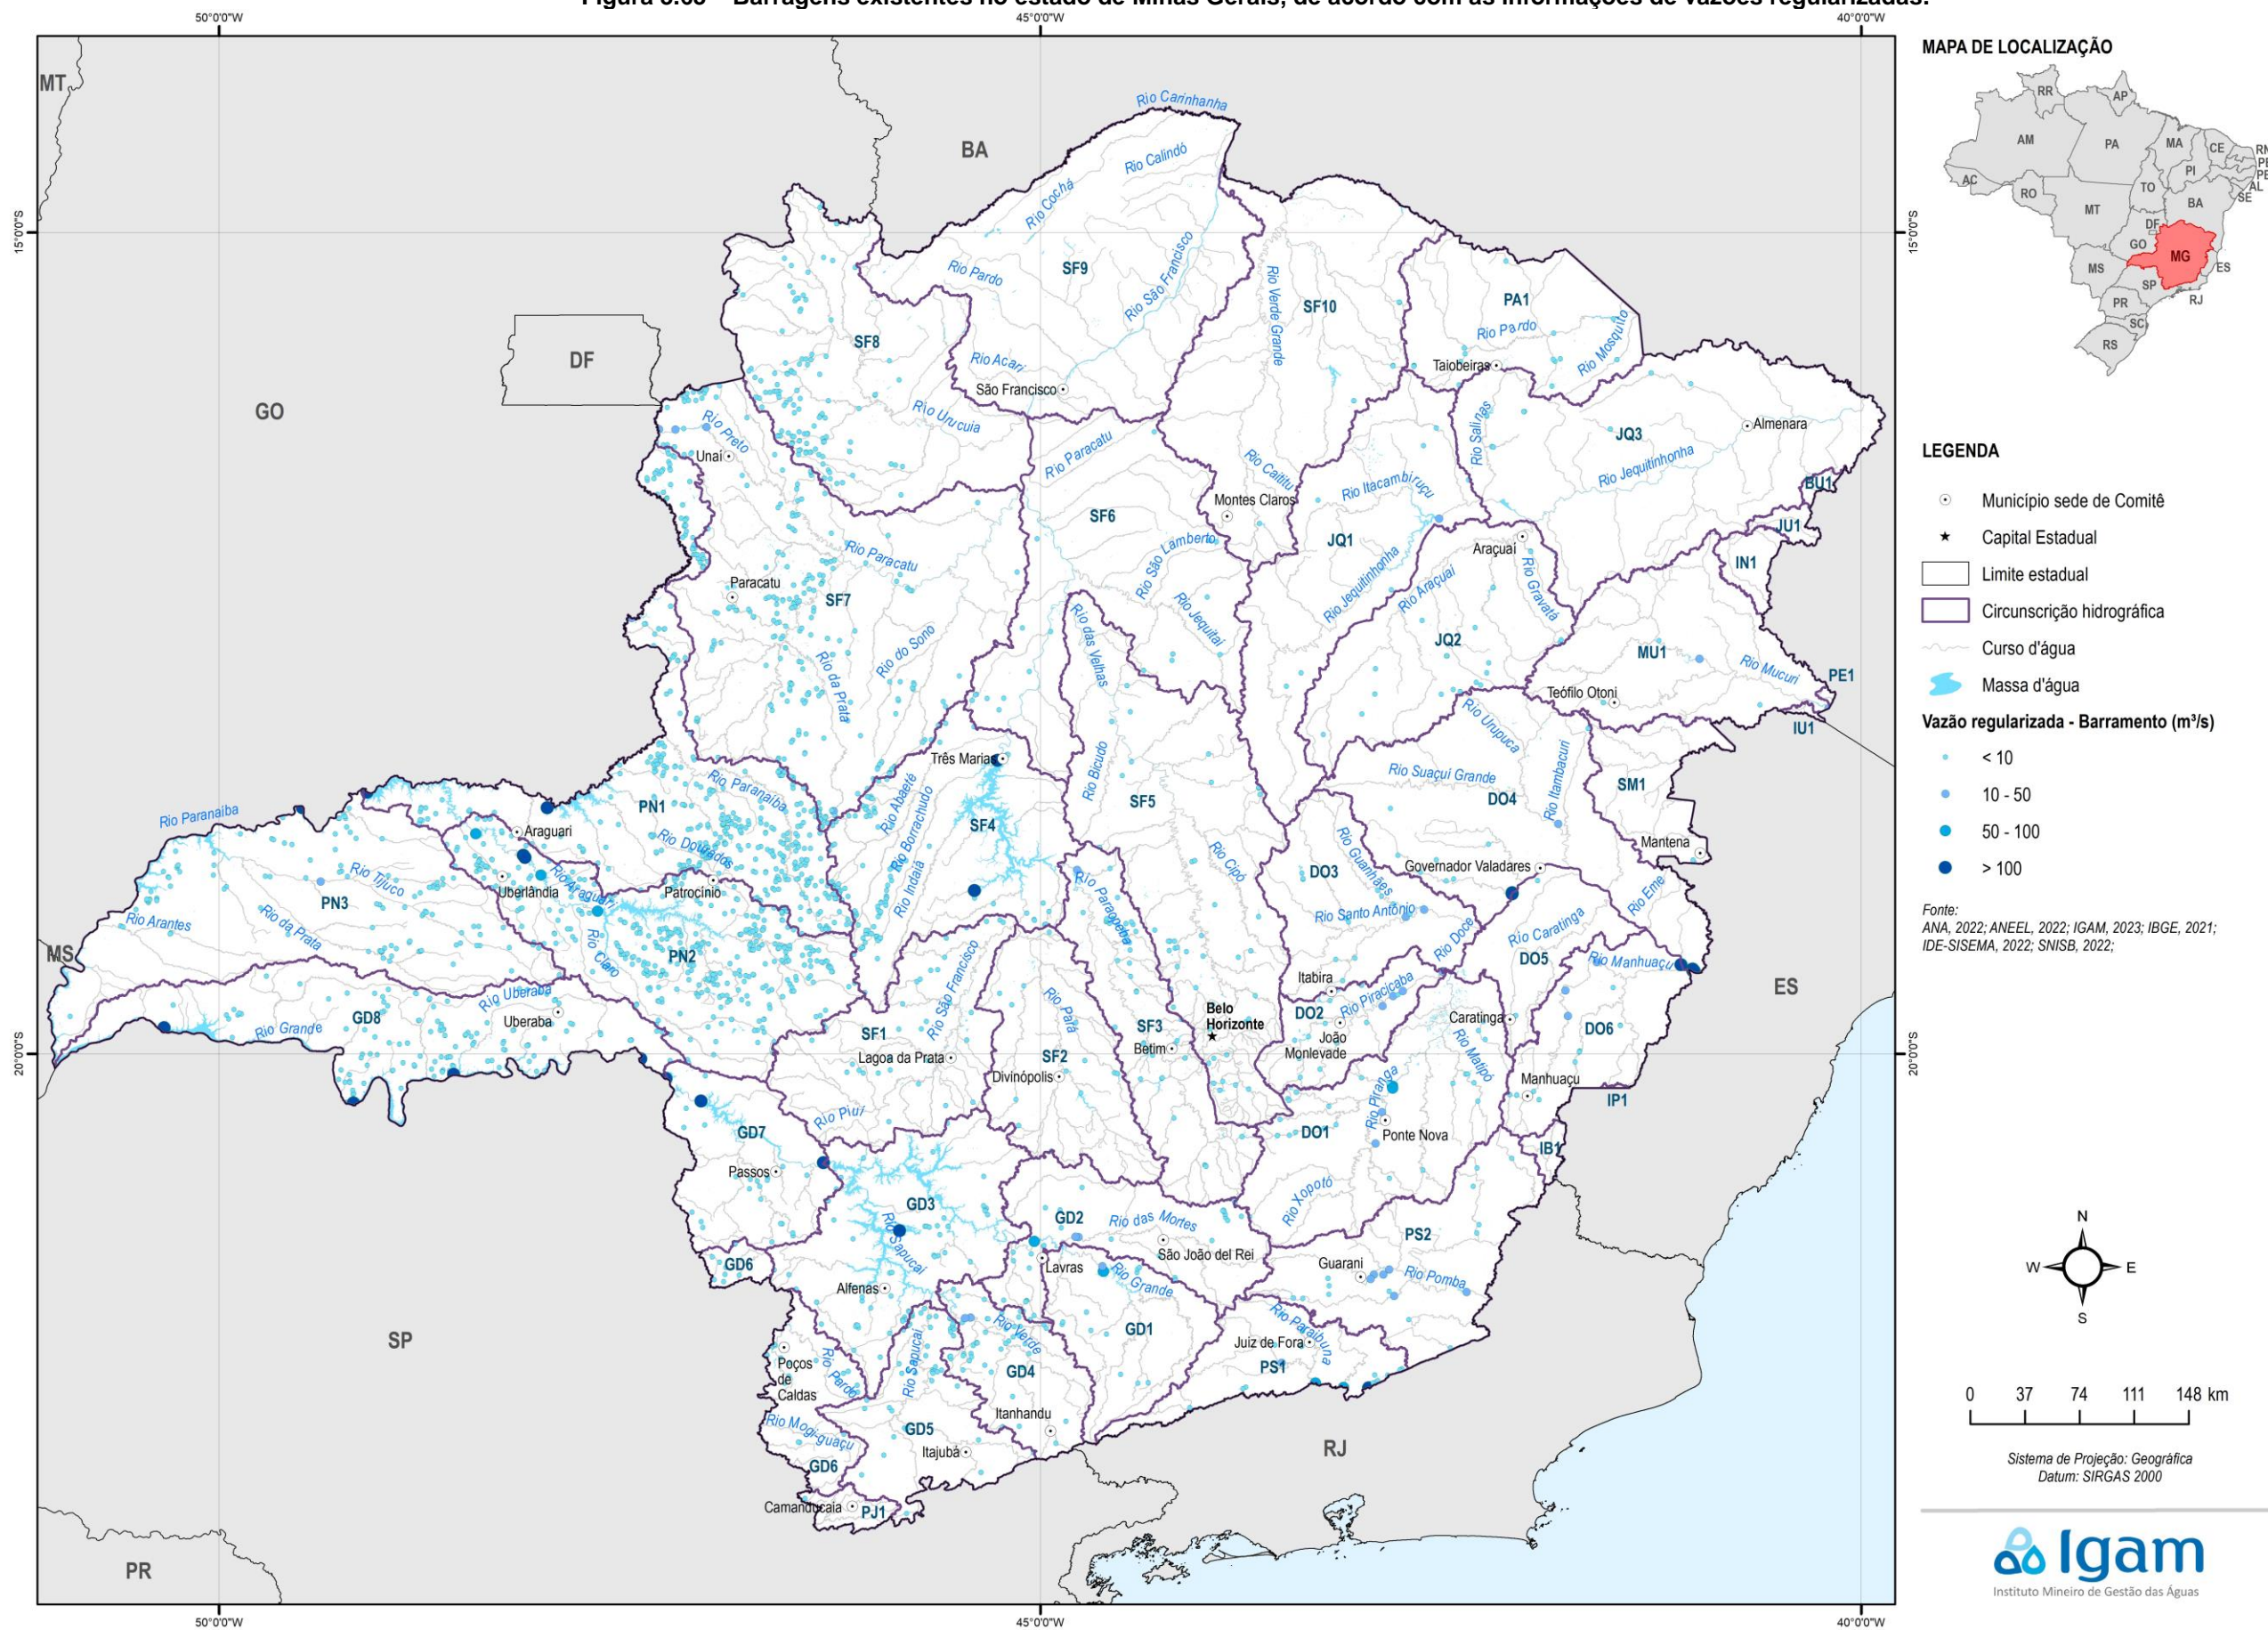 Barragens existentes no estado de Minas Gerais, de acordo com as informações de vazões regularizadas.
50°0'0"W
45°0'0"W
40°0'0"W
MAPA DE LOCALIZAÇÃO
RR
AP
AM
PA
MA
CE
RN
PI
AC
RO
TO
AL
SE
MT
BA
DF
GO
MG
MS
ES
SP
RJ
PR
SC
RS
MT
BA
DF
GO
MS
ES
SP
RJ
PR
15°0'0"S
15°0'0"S
20°0'0"S
20°0'0"S
Rio Carinhanha
Rio Calindó
Rio Cochá
Rio São Francisco
Rio Pardo
SF9
Rio Verde Grande
SF10
PA1
Rio Pardo
Rio Mosquito
SF8
Rio Acari
São Francisco
Taiobeiras
Rio Urucuia
Rio Preto
Unaí
Rio Paracatu
Rio Salinas
JQ3
Almenara
Rio Jequitinhonha
BU1
Rio Caititu
Montes Claros
Rio Itacambiruçu
SF6
JQ1
JU1
IN1
Araçuaí
Rio São Lamberto
Rio Paracatu
Paracatu
SF7
Rio Jequitinhonha
Rio Araçuaí
Rio Gravatá
Rio das Velhas
Rio Jequitaí
Rio do Sono
JQ2
MU1
Rio Mucuri
PE1
Rio da Prata
Teófilo Otoni
IU1
Rio Urupuca
Três Marias
Rio Bicudo
Rio Suaçuí Grande
Rio Itambacuri
SM1
Rio Paranaíba
Rio Abaeté
Rio Borrachudo
PN1
SF5
DO4
Rio Paranaíba
SF4
Araguari
Rio Dourados
Mantena
Rio Indaiá
Rio Cipó
Rio Guanhães
Governador Valadares
DO3
Uberlândia
Rio Araguari
Patrocínio
Rio Tijuco
PN3
Rio Paraopeba
Rio Eme
Rio Arantes
Rio da Prata
Rio Claro
PN2
Rio Santo Antônio
Rio Doce
Rio Caratinga
DO5
Rio Manhuaçu
Itabira
Rio Piracicaba
Rio São Francisco
Rio Pará
Rio Uberaba
Uberaba
GD8
Rio Grande
Belo
Horizonte
DO2
João
Monlevade
Caratinga
DO6
SF1
SF3
Lagoa da Prata
SF2
Betim
Divinópolis
Rio Matipó
Manhuaçu
IP1
Rio Piuí
GD7
DO1
Rio Piranga
Ponte Nova
IB1
Passos
GD3
Rio Xopotó
GD2
Rio das Mortes
São João del Rei
PS2
Rio Sapucaí
Lavras
Guarani
Rio Pomba
GD6
Alfenas
Rio Grande
GD1
Rio Verde
Rio Paraibuna
Juiz de Fora
PS1
Poços
de
Caldas
Rio Pardo
Rio Sapucaí
GD4
Itanhandu
Rio Mogi-guaçu
GD5
Itajubá
GD6
Camanducaia
PJ1
LEGENDA
Município sede de Comitê
Capital Estadual
Limite estadual
Circunscrição hidrográfica
Curso d'água
Massa d'água
Vazão regularizada - Barramento (m³/s)
< 10
10 - 50
50 - 100
> 100
Fonte:
ANA, 2022; ANEEL, 2022; IGAM, 2023; IBGE, 2021;
IDE-SISEMA, 2022; SNISB, 2022;
N
W
E
S
0 37 74 111 148 km
Sistema de Projeção: Geográfica
Datum: SIRGAS 2000
Igam
Instituto Mineiro de Gestão das Águas
50°0'0"W
45°0'0"W
40°0'0"W